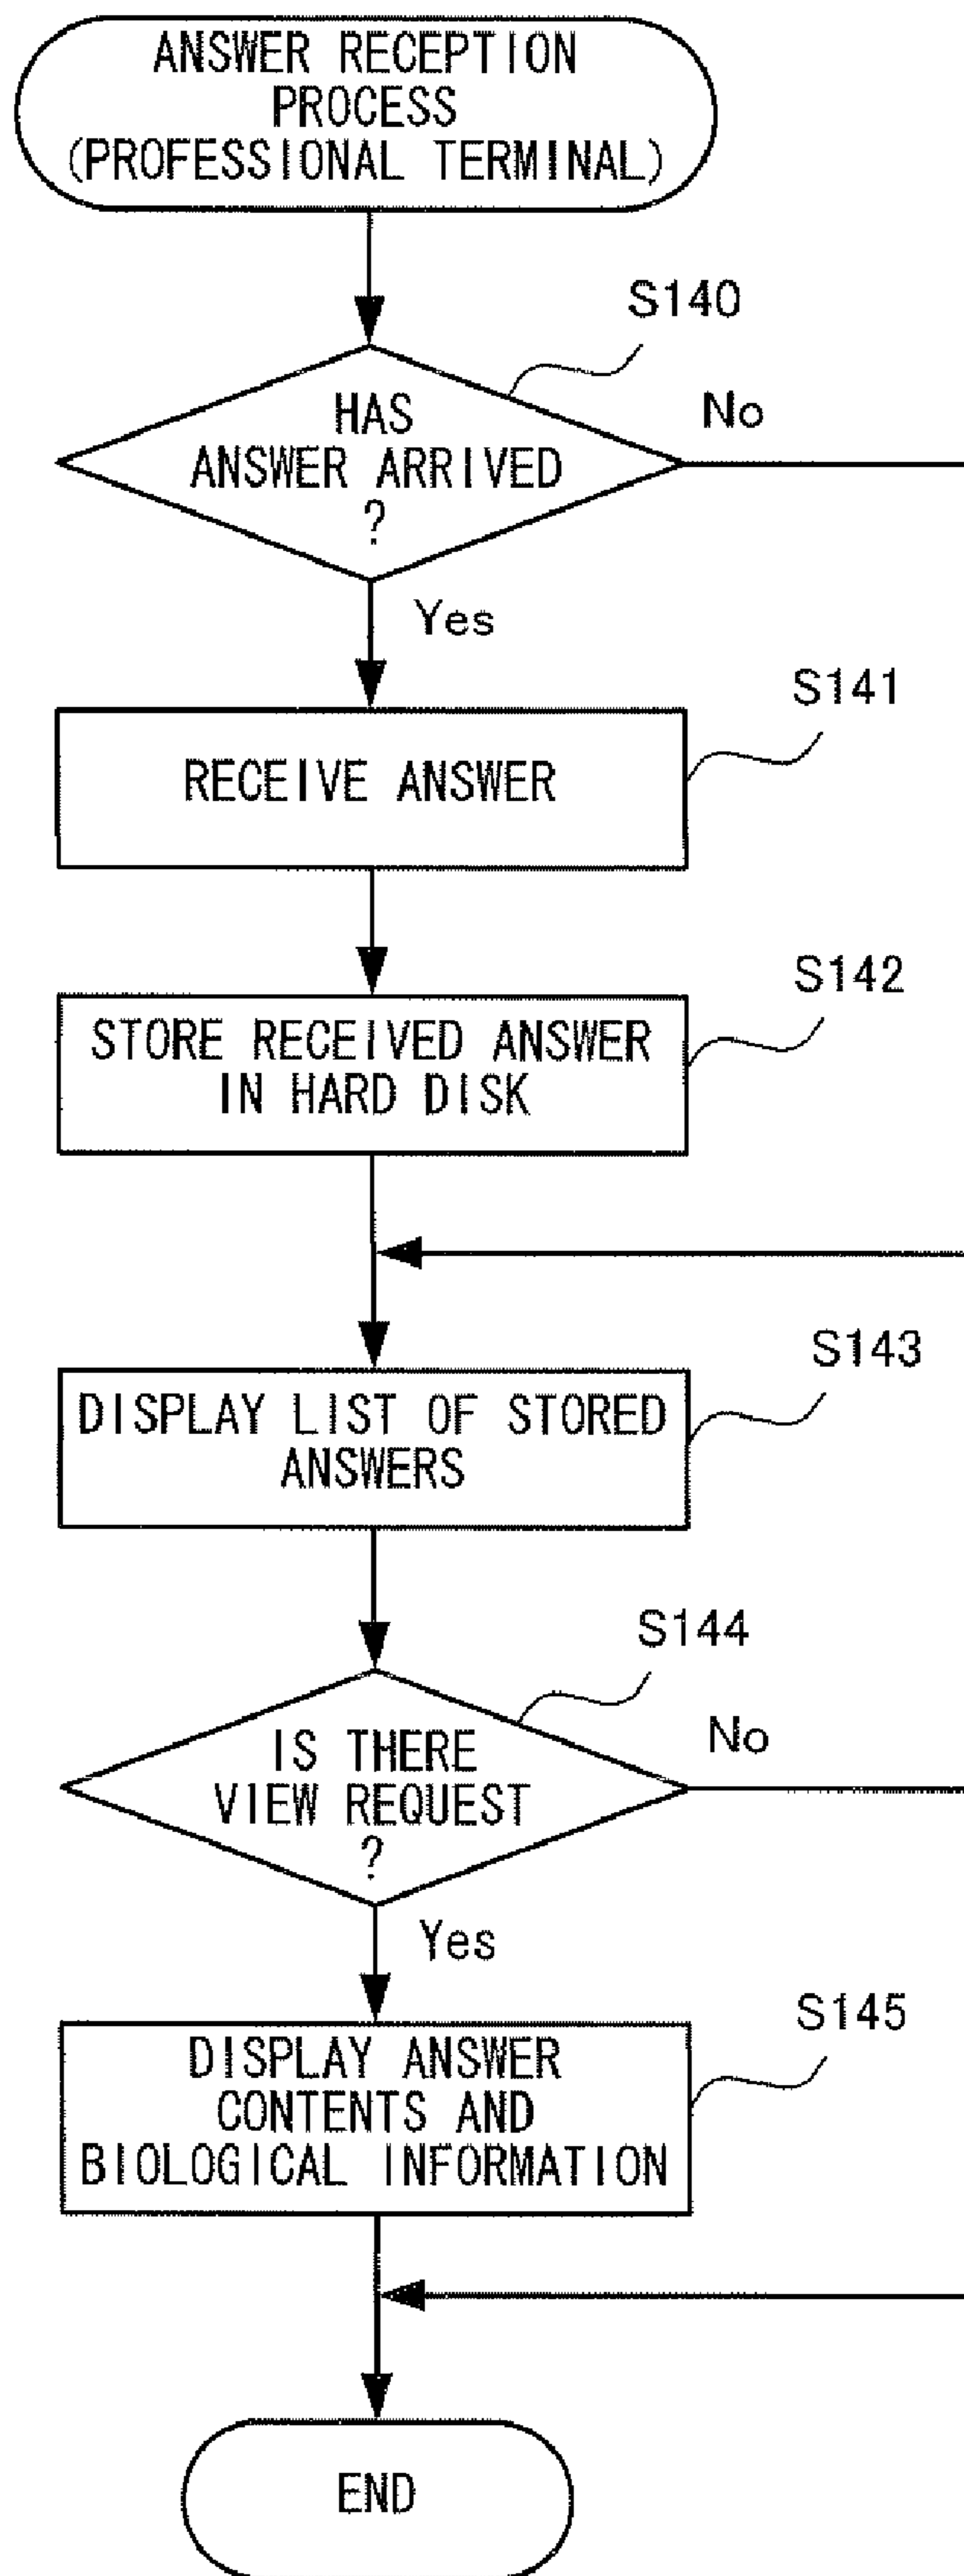 ANSWER RECEPTION
PROCESS
(PROFESSIONAL TERMINAL)
S140
HAS
ANSWER ARRIVED
?
No
Yes
S141
RECEIVE ANSWER
S142
STORE RECEIVED ANSWER
IN HARD DISK
S143
DISPLAY LIST OF STORED
ANSWERS
S144
IS THERE
VIEW REQUEST
?
No
Yes
S145
DISPLAY ANSWER
CONTENTS AND
BIOLOGICAL INFORMATION
END